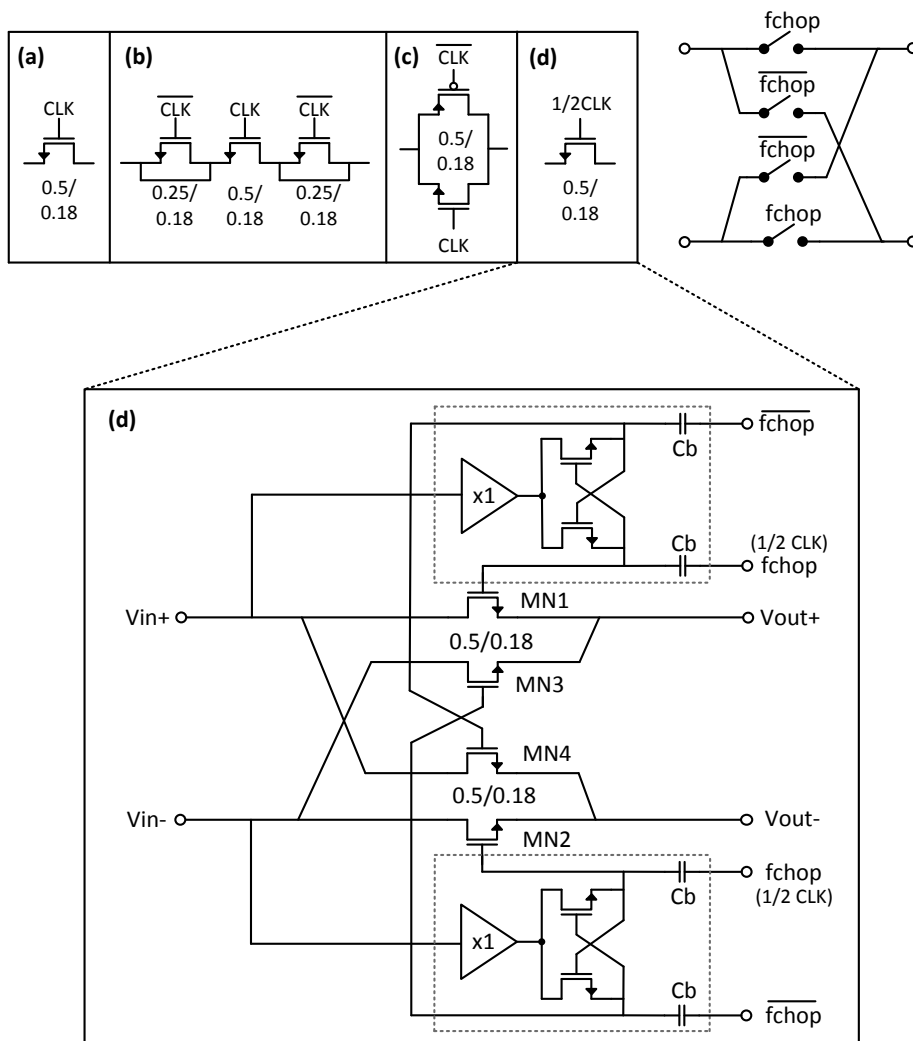 (a)
CLK
0.5/
0.18
(b)
CLK
CLK
CLK
0.25/
0.18
0.5/
0.18
0.25/
0.18
(c)
CLK
0.5/
0.18
CLK
(d)
1/2CLK
0.5/
0.18
fchop
fchop
fchop
fchop
(d)
fchop
Cb
x1
Cb
(1/2 CLK)
fchop
MN1
Vin+
Vout+
0.5/0.18
MN3
MN4
0.5/0.18
Vin-
Vout-
MN2
fchop
(1/2 CLK)
Cb
x1
Cb
fchop